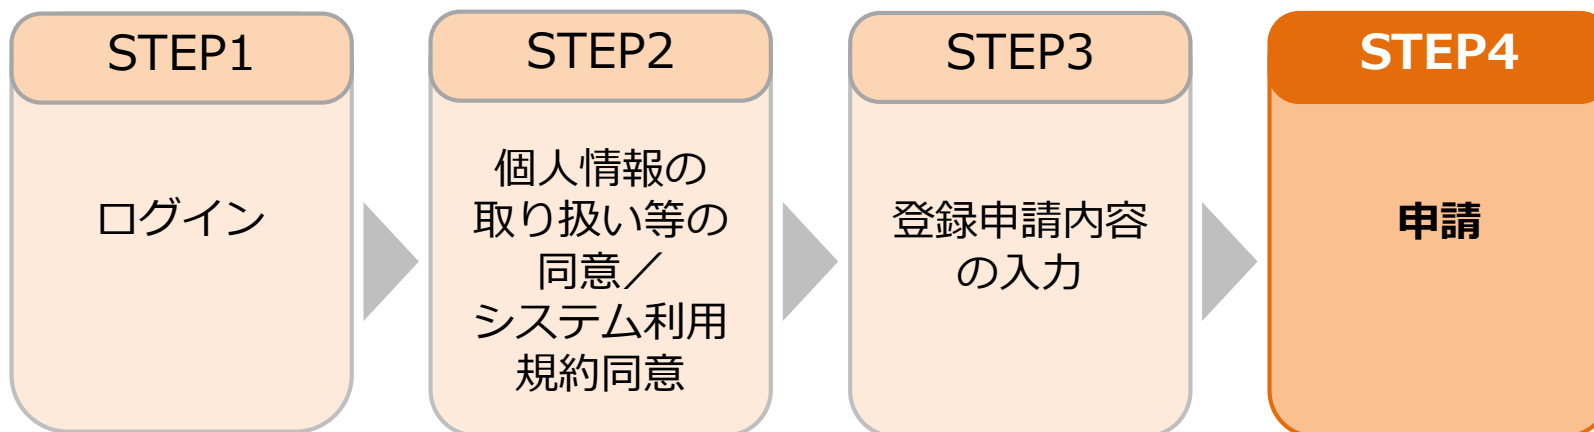 STEP1
ログイン
STEP2
個人情報の
取り扱い等の
同意／
システム利用
規約同意
STEP3
登録申請内容
の入力
STEP4
申請